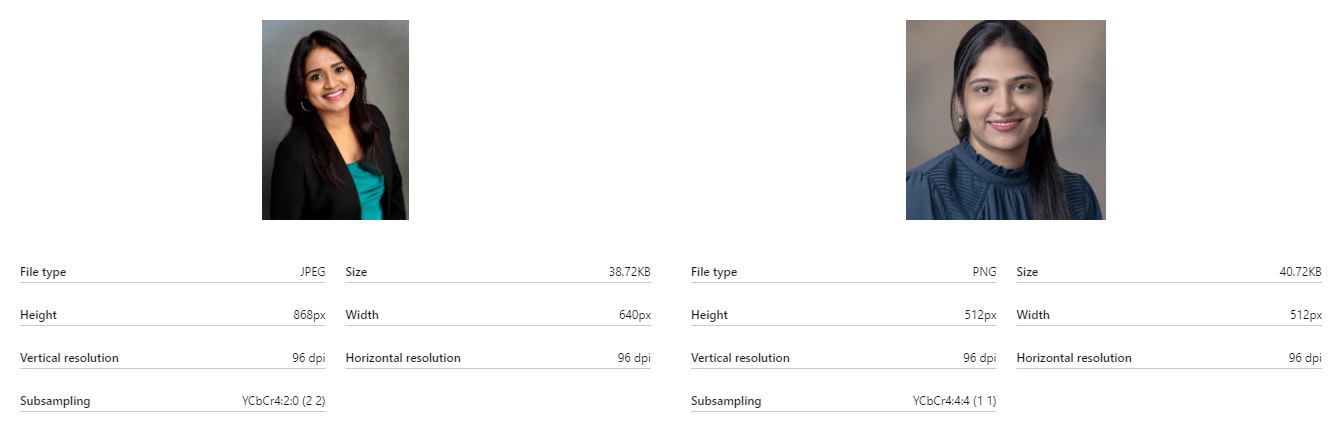 File type JPEG Size 38.72KB File type PNG Size 40.72KB
Height 868px Width 640px Height 512px Width 512px
Vertical resolution 96 dpi Horizontal resolution 96 dpi Vertical resolution 96 dpi Horizontal resolution 96 dpi
Subsampling YCbCr4:2:0 (2 2) Subsampling YCbCr4:4:4 (1 1)